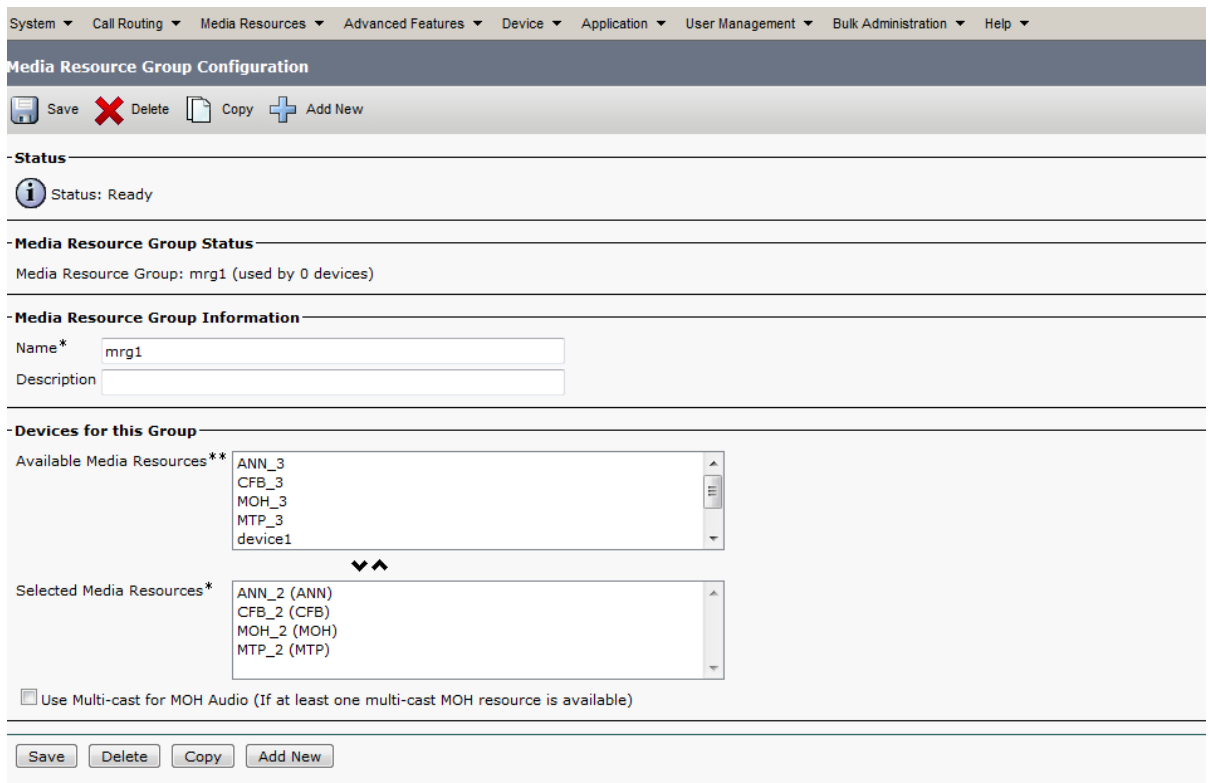 System Call Routing Media Resources Advanced Features Device Application User Management Bulk Administration Help
Media Resource Group Configuration
Save Delete Copy Add New
Status
Status: Ready
Media Resource Group Status
Media Resource Group: mrg1 (used by 0 devices)
Media Resource Group Information
Name* mrg1
Description
Devices for this Group
Available Media Resources**
ANN_3
CFB_3
MOH_3
MTP_3
device1
Selected Media Resources*
ANN_2 (ANN)
CFB_2 (CFB)
MOH_2 (MOH)
MTP_2 (MTP)
Use Multi-cast for MOH Audio (If at least one multi-cast MOH resource is available)
Save Delete Copy Add New